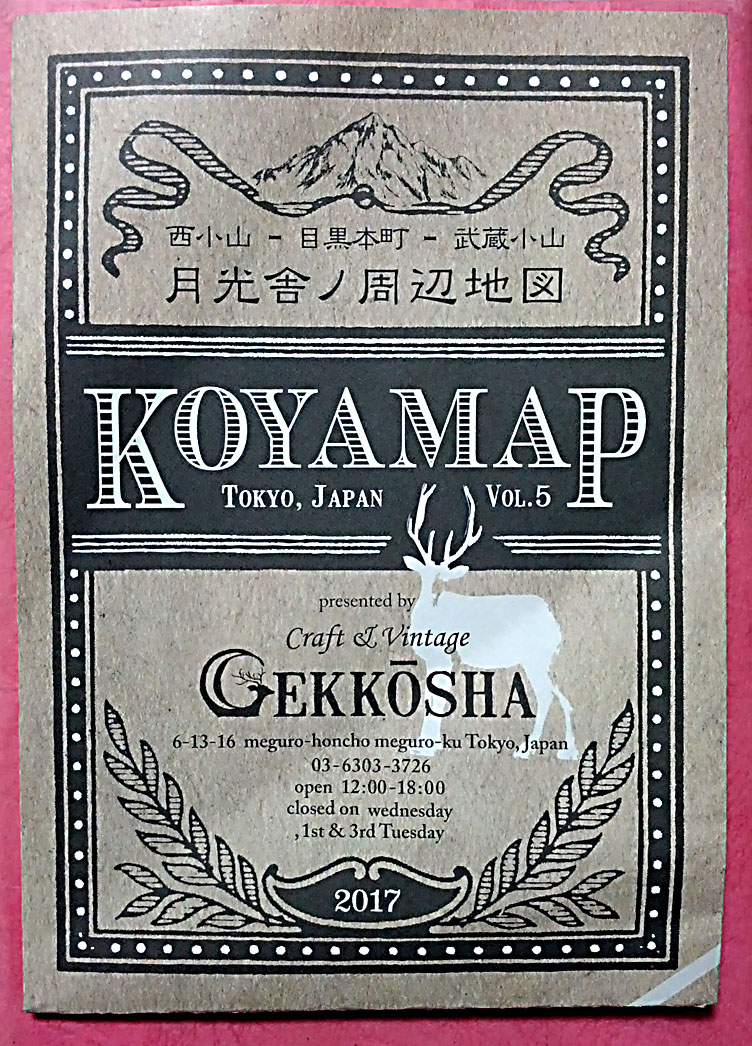 西小山 - 目黒本町 - 武蔵小山
月光舎ノ周辺地図
KOYAMAP
TOKYO, JAPAN VOL.5
presented by
Craft & Vintage
GEKKŌSHA
6-13-16 meguro-honcho meguro-ku Tokyo, Japan
03-6303-3726
open 12:00-18:00
closed on wednesday
,1st & 3rd Tuesday
2017